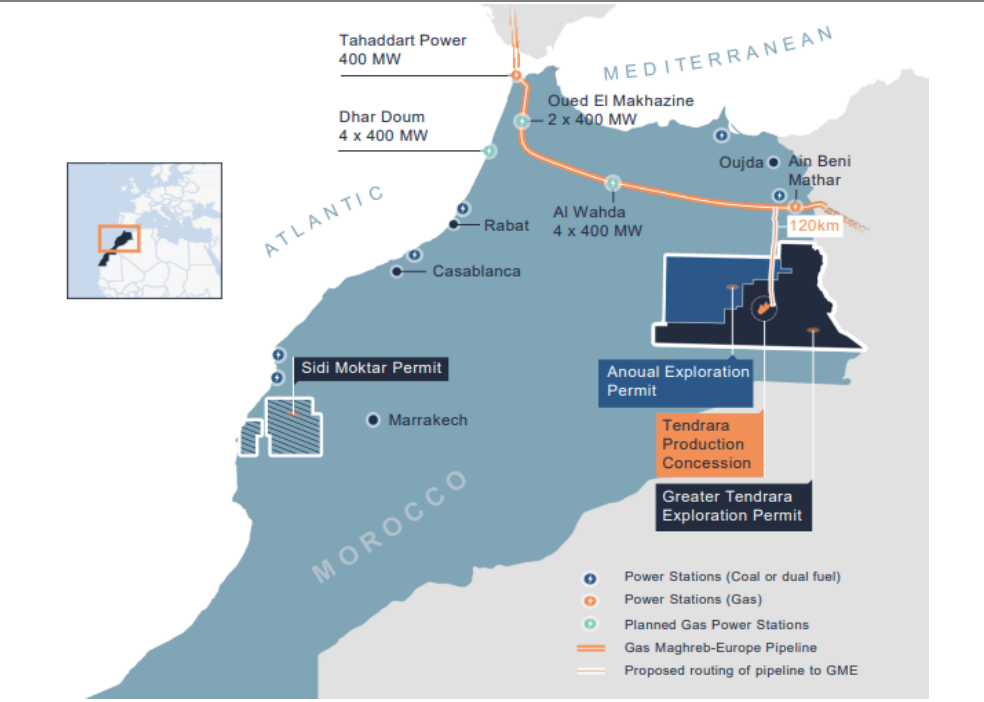 Tahaddart Power
400 MW
MEDITERRANEAN
Oued El Makhazine
2 x 400 MW
Dhar Doum
4 x 400 MW
Oujda
Ain Beni
Mathar
ATLANTIC
Al Wahda
4 x 400 MW
120km
Rabat
Casablanca
Sidi Moktar Permit
Anoual Exploration
Permit
Marrakech
Tendrara
Production
Concession
MOROCCO
Greater Tendrara
Exploration Permit
Power Stations (Coal or dual fuel)
Power Stations (Gas)
Planned Gas Power Stations
Gas Maghreb-Europe Pipeline
Proposed routing of pipeline to GME